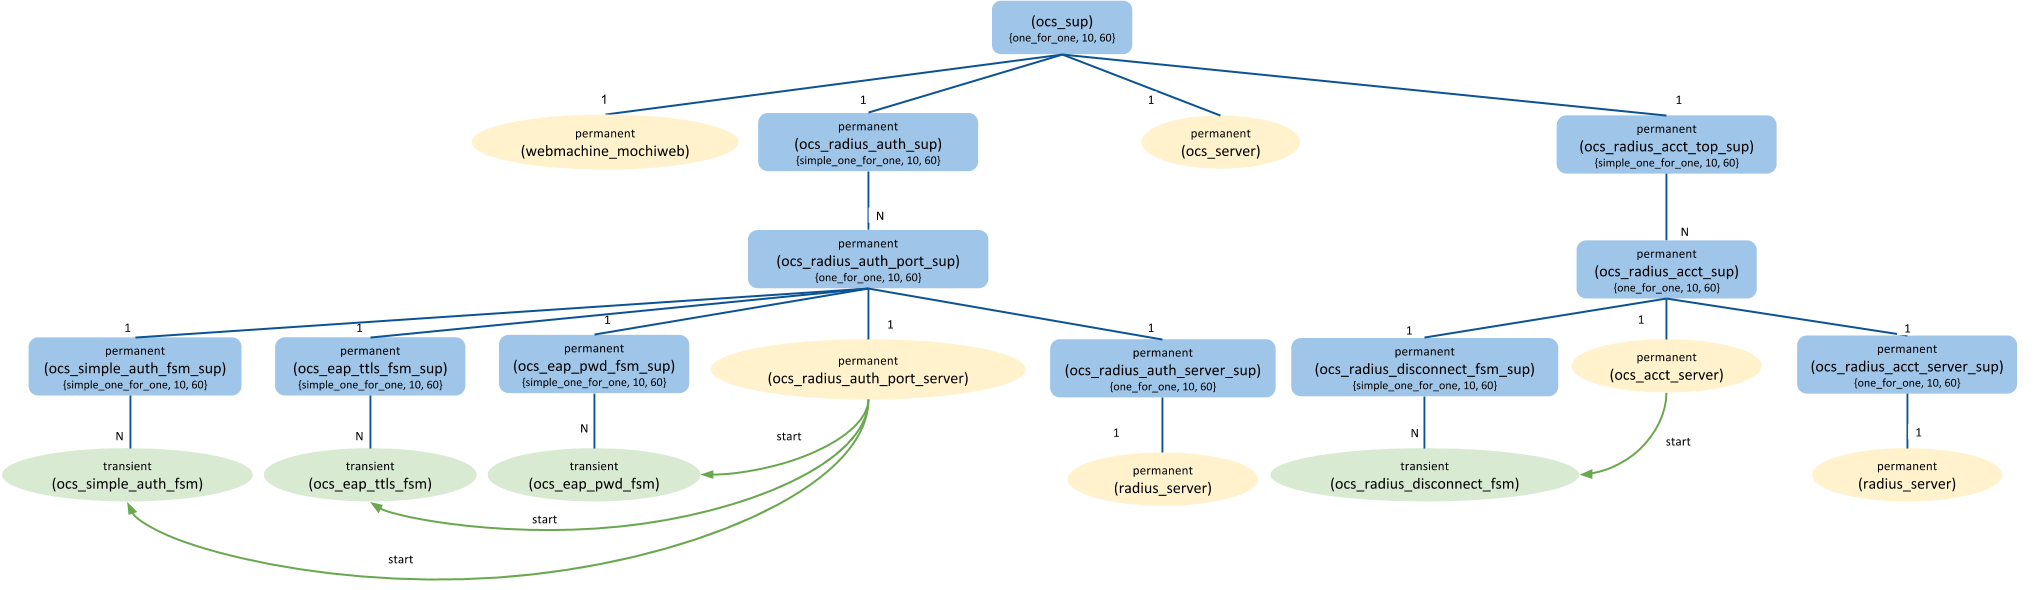 (ocs_sup)
{one_for_one, 10, 60}
1
1
1
1
permanent
(webmachine_mochiweb)
permanent
(ocs_radius_auth_sup)
{simple_one_for_one, 10, 60}
permanent
(ocs_server)
permanent
(ocs_radius_acct_top_sup)
{simple_one_for_one, 10, 60}
N
N
permanent
(ocs_radius_auth_port_sup)
{one_for_one, 10, 60}
permanent
(ocs_radius_acct_sup)
{one_for_one, 10, 60}
1
1
1
1
1
1
1
1
permanent
(ocs_simple_auth_fsm_sup)
{simple_one_for_one, 10, 60}
permanent
(ocs_eap_ttls_fsm_sup)
{simple_one_for_one, 10, 60}
permanent
(ocs_eap_pwd_fsm_sup)
{simple_one_for_one, 10, 60}
permanent
(ocs_radius_auth_port_server)
permanent
(ocs_radius_auth_server_sup)
{one_for_one, 10, 60}
permanent
(ocs_radius_disconnect_fsm_sup)
{simple_one_for_one, 10, 60}
permanent
(ocs_acct_server)
permanent
(ocs_radius_acct_server_sup)
{one_for_one, 10, 60}
N
N
N
start
1
N
start
1
transient
(ocs_simple_auth_fsm)
transient
(ocs_eap_ttls_fsm)
transient
(ocs_eap_pwd_fsm)
permanent
(radius_server)
transient
(ocs_radius_disconnect_fsm)
permanent
(radius_server)
start
start